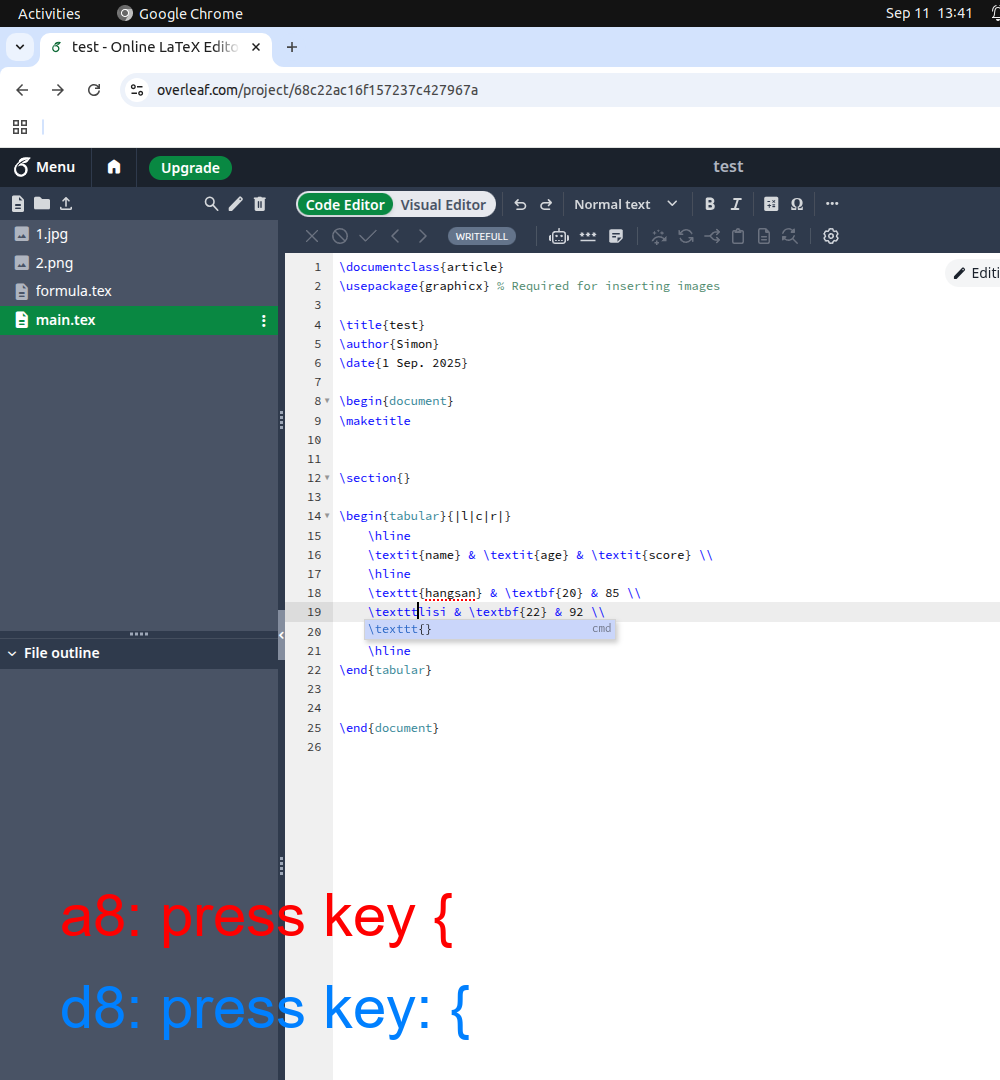 Activities
Google Chrome
Sep 11 13:41
test - Online LaTeX Edito
overleaf.com/project/68c22ac16f157237c427967a
Menu
Upgrade
test
Code Editor
Visual Editor
Normal text
B
I
Ω
WRITEFULL
1.jpg
2.png
formula.tex
main.tex
File outline
Editi
1 \documentclass{article}
2 \usepackage{graphicx} % Required for inserting images
3
4 \title{test}
5 \author{Simon}
6 \date{1 Sep. 2025}
7
8 \begin{document}
9 \maketitle
10
11
12 \section{}
13
14 \begin{tabular}{|l|c|r|}
15 \hline
16 \textit{name} & \textit{age} & \textit{score} \\
17 \hline
18 \texttt{hangsan} & \textbf{20} & 85 \\
19 \textttlisi & \textbf{22} & 92 \\
\texttt{} cmd
20
21 \hline
22 \end{tabular}
23
24
25 \end{document}
26
a8: press key {
d8: press key: {